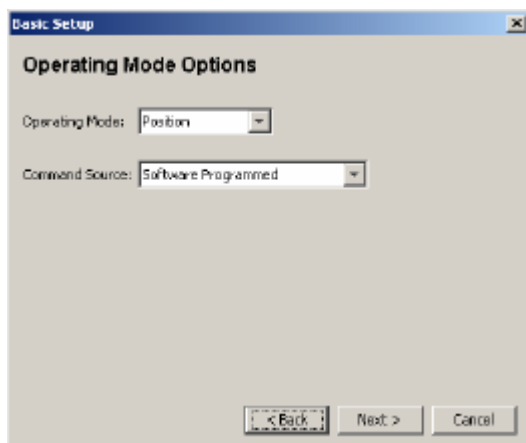 Basic Setup
Operating Mode Options
Operating Mode: Position
Command Source: Software Programmed
< Back Next > Cancel